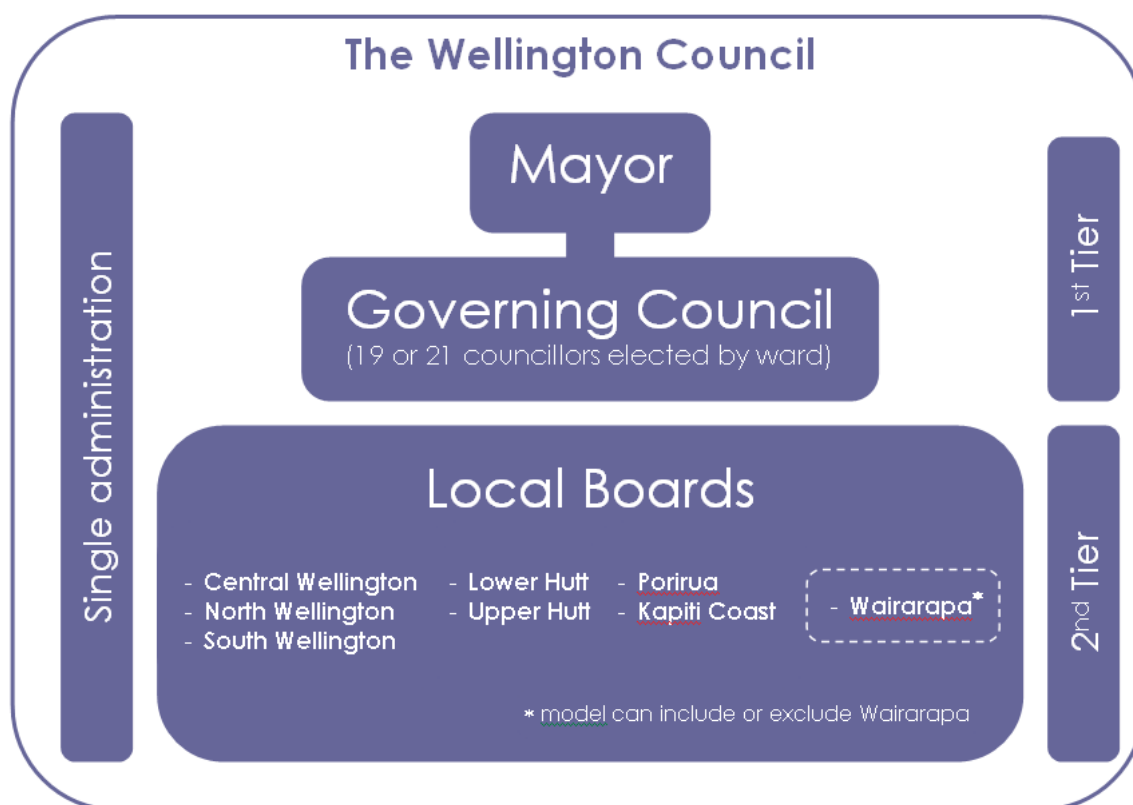 The Wellington Council
Single administration
Mayor
Governing Council
(19 or 21 councillors elected by ward)
1st Tier
Local Boards
- Central Wellington
- North Wellington
- South Wellington
- Lower Hutt
- Upper Hutt
- Porirua
- Kapiti Coast
- Wairarapa*
* model can include or exclude Wairarapa
2nd Tier